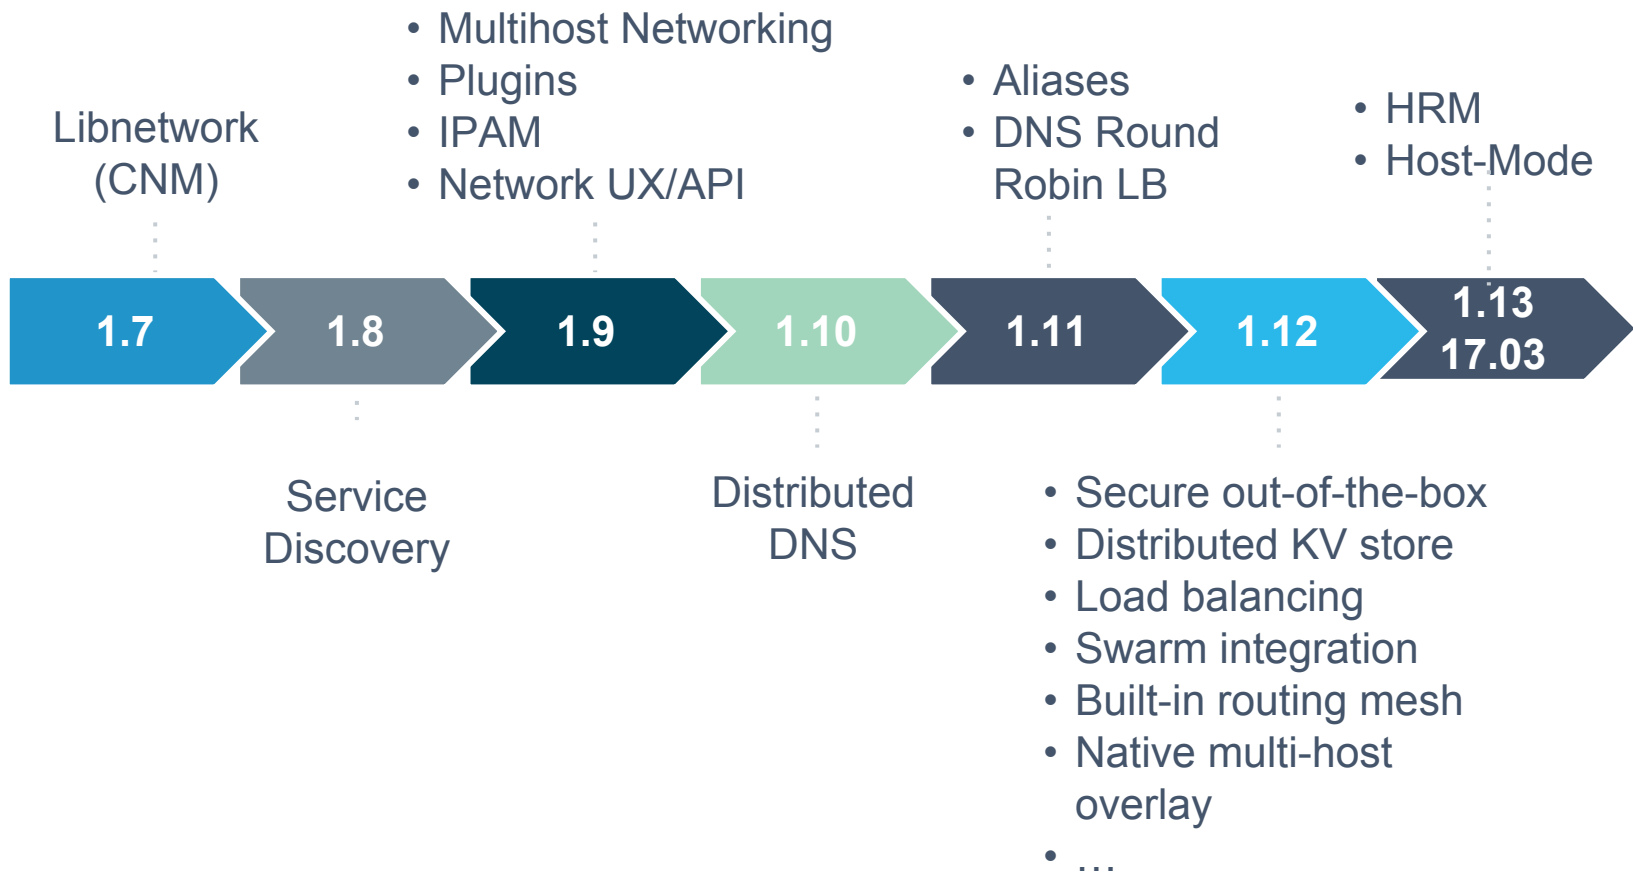 • Multihost Networking
• Plugins
• IPAM
• Network UX/API
Libnetwork
(CNM)
• Aliases
• DNS Round
Robin LB
• HRM
• Host-Mode
1.7
1.8
1.9
1.10
1.11
1.12
1.13
17.03
Service
Discovery
Distributed
DNS
• Secure out-of-the-box
• Distributed KV store
• Load balancing
• Swarm integration
• Built-in routing mesh
• Native multi-host
overlay
• …